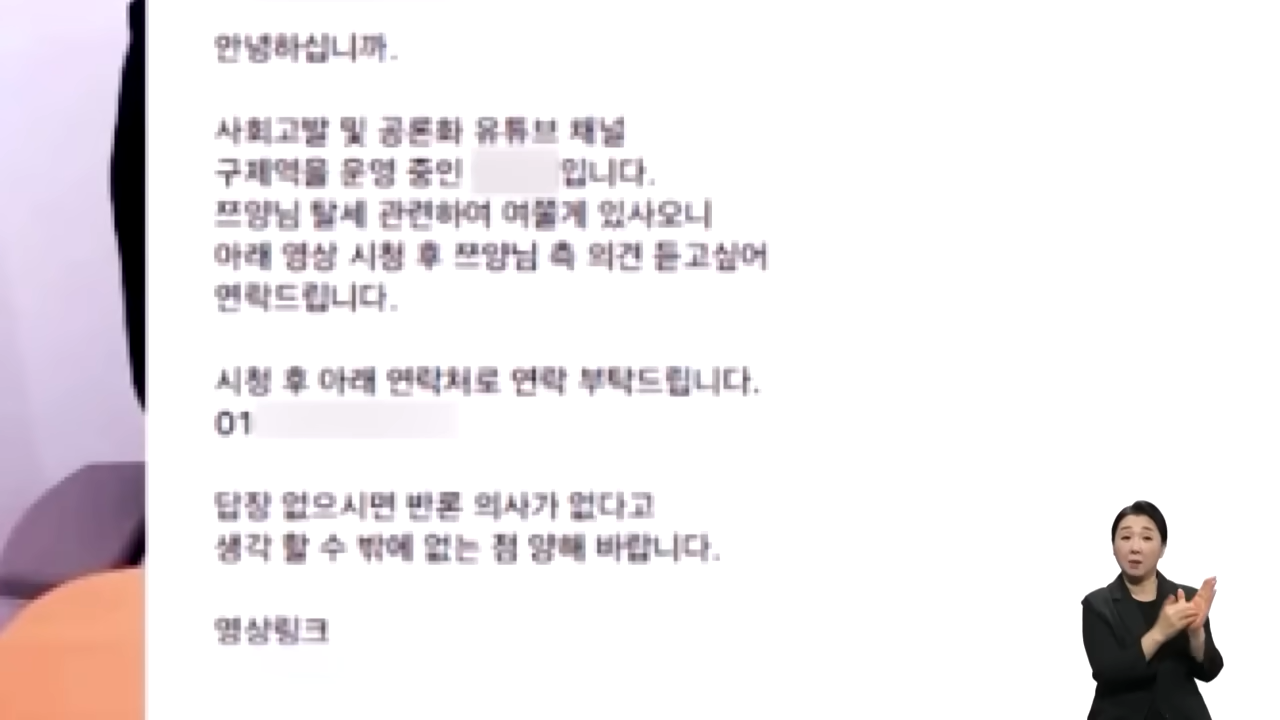 안녕하십니까.
사회고발 및 공론화 유튜브 채널
구제역을 운영 중인 입니다.
쯔양님 탈세 관련하여 여쭐게 있사오니
아래 영상 시청 후 쯔양님 측 의견 듣고싶어
연락드립니다.
시청 후 아래 연락처로 연락 부탁드립니다.
01
답장 없으시면 반론 의사가 없다고
생각 할 수 밖에 없는 점 양해 바랍니다.
영상링크